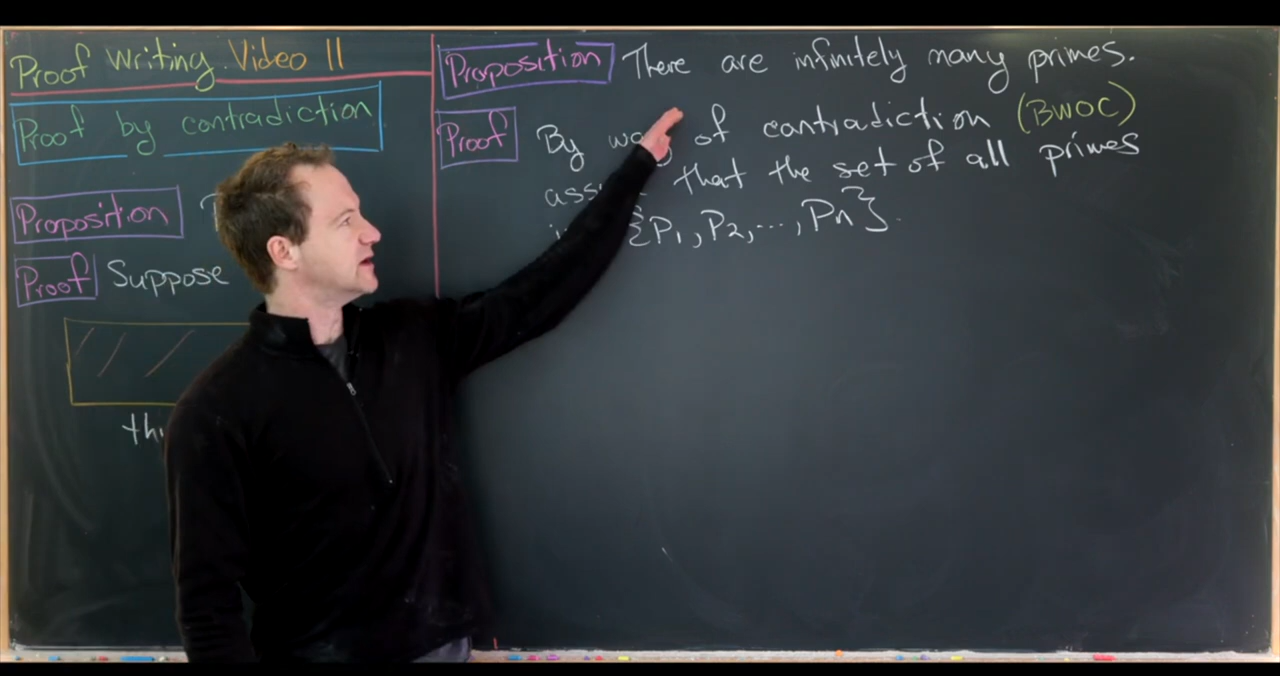 Proof Writing Video 11
Proof by contradiction
Proposition
Proof Suppose
Proposition There are infinitely many primes.
Proof By way of contradiction (BWOC)
that the set of all primes
{P1, P2, ..., Pn}.